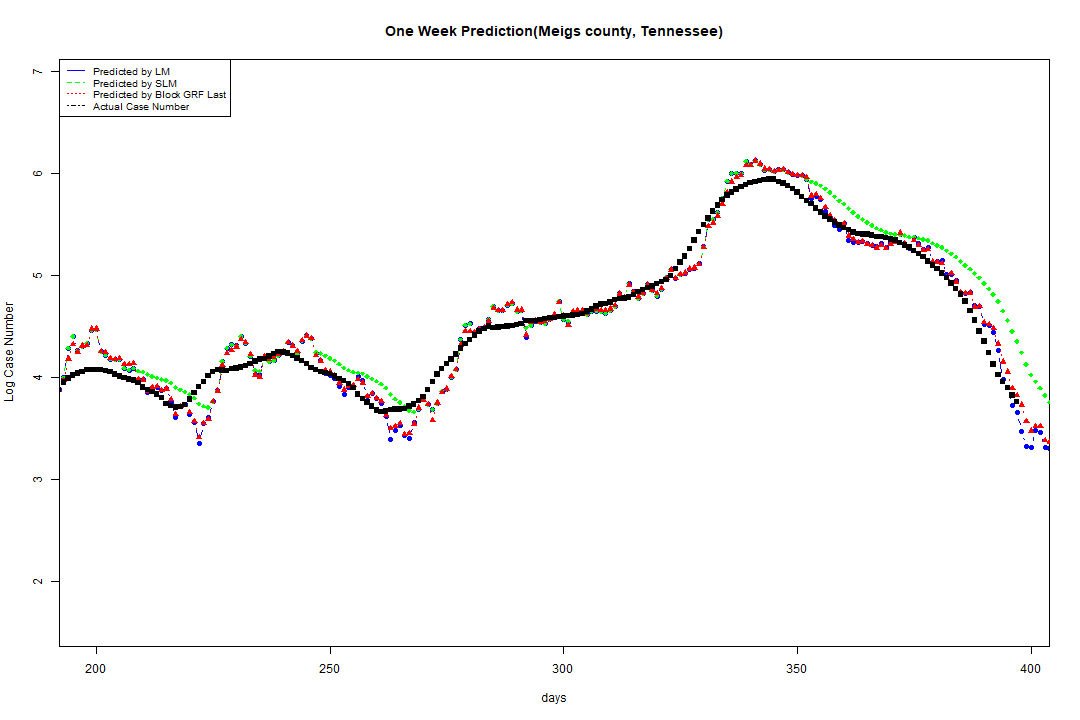 One Week Prediction(Meigs county, Tennessee)
Predicted by LM
Predicted by SLM
Predicted by Block GRF Last
Actual Case Number
7
6
5
4
3
2
Log Case Number
200 250 300 350 400
days